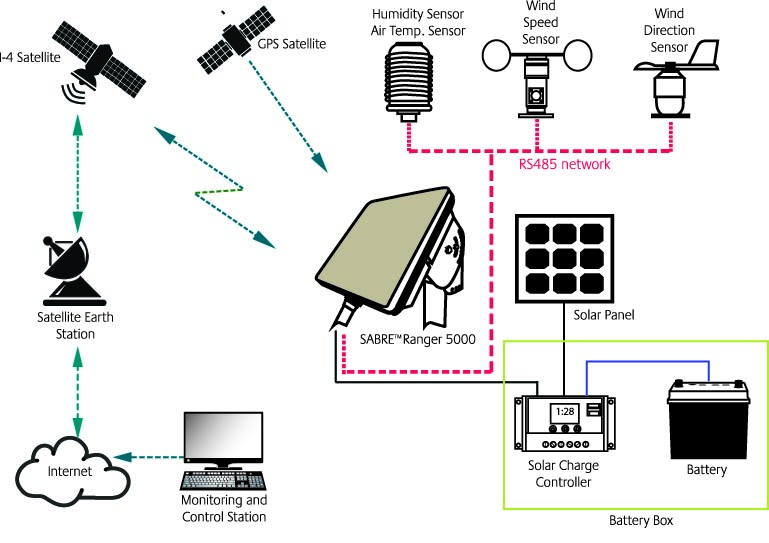 I-4 Satellite
GPS Satellite
Humidity Sensor
Air Temp. Sensor
Wind
Speed
Sensor
Wind
Direction
Sensor
RS485 network
Satellite Earth
Station
SABRE™Ranger 5000
Solar Panel
1:28
Internet
Monitoring and
Control Station
Solar Charge
Controller
Battery
Battery Box